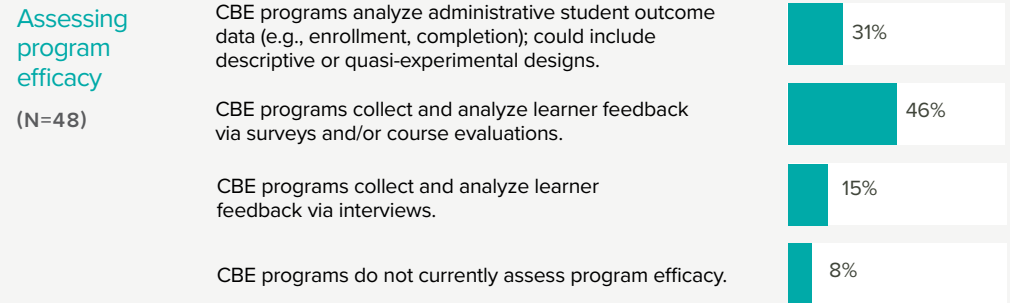 Assessing
program
efficacy
(N=48)
CBE programs analyze administrative student outcome
data (e.g., enrollment, completion); could include
descriptive or quasi-experimental designs.
31%
CBE programs collect and analyze learner feedback
via surveys and/or course evaluations.
46%
CBE programs collect and analyze learner
feedback via interviews.
15%
CBE programs do not currently assess program efficacy.
8%